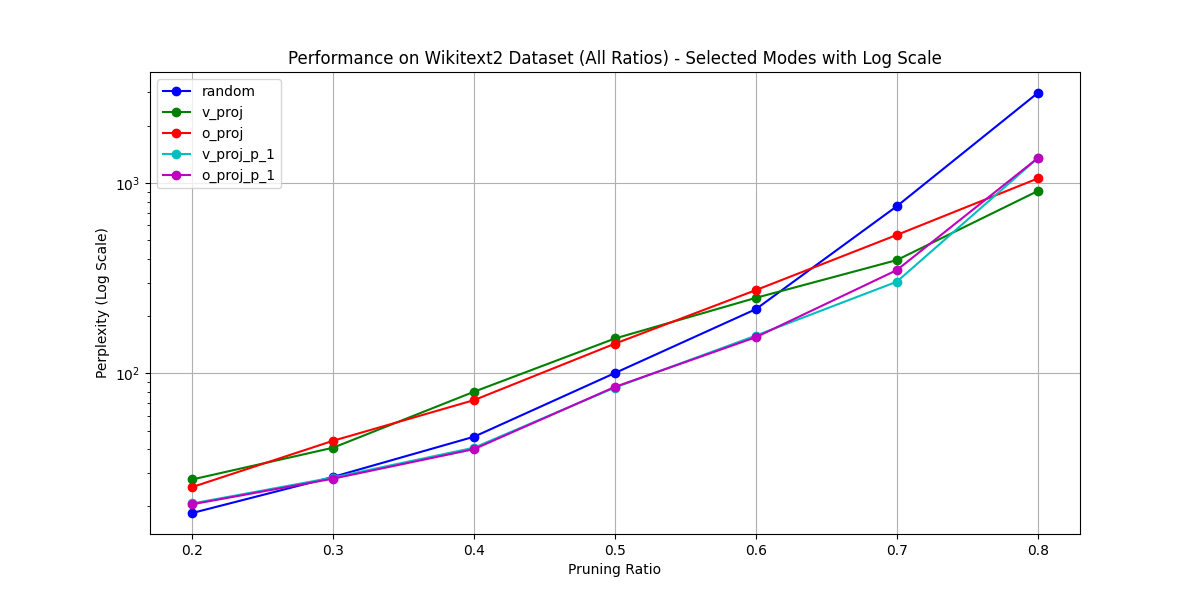 Performance on Wikitext2 Dataset (All Ratios) - Selected Modes with Log Scale
random
v_proj
o_proj
v_proj_p_1
o_proj_p_1
10³
10²
Perplexity (Log Scale)
0.2 0.3 0.4 0.5 0.6 0.7 0.8
Pruning Ratio